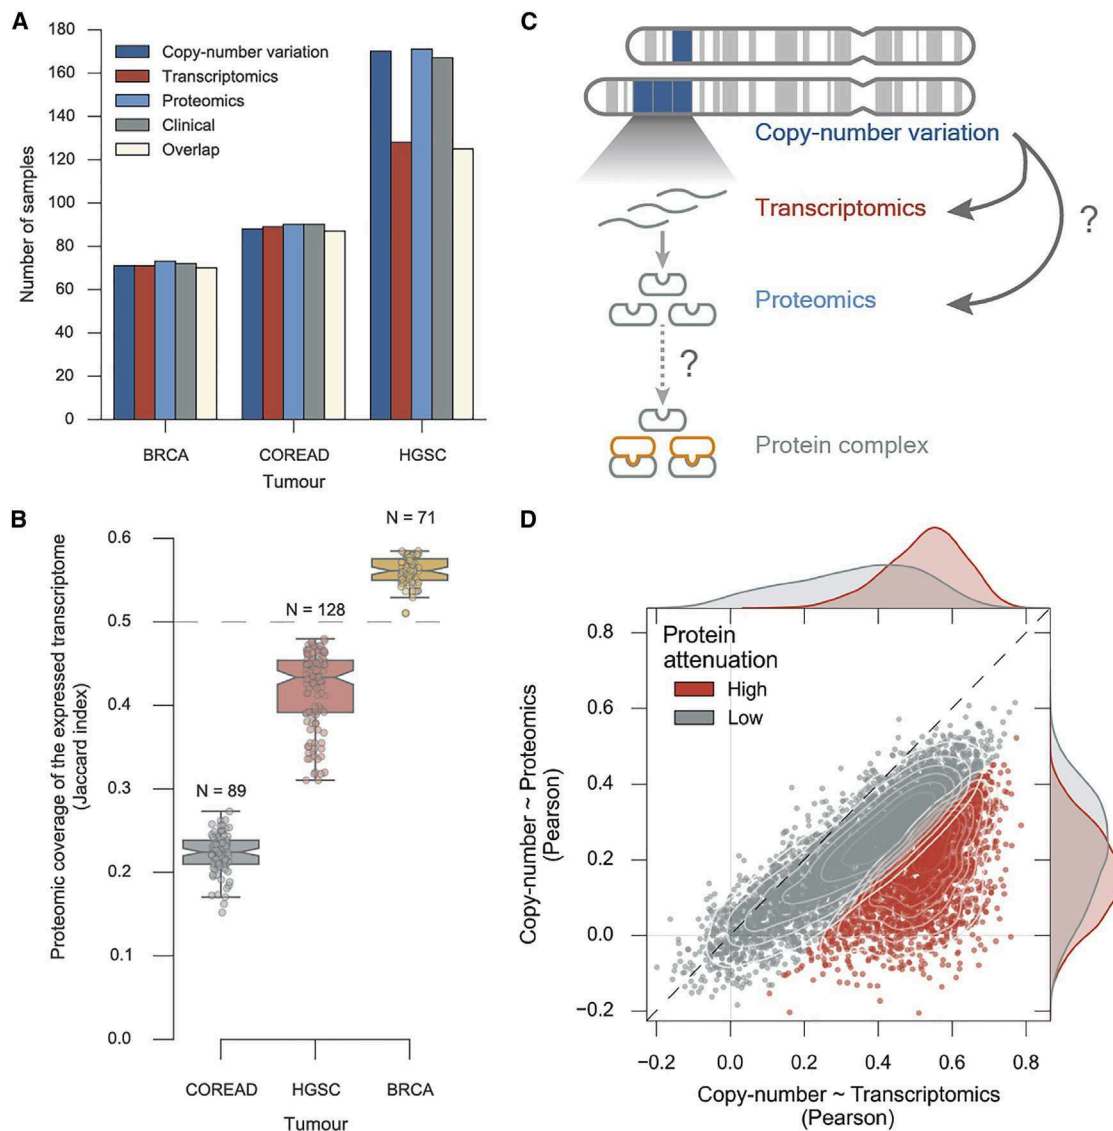 A
180
160
140
120
100
80
60
40
20
0
Number of samples
Copy-number variation
Transcriptomics
Proteomics
Clinical
Overlap
BRCA
COREAD
HGSC
Tumour
B
Proteomic coverage of the expressed transcriptome
(Jaccard index)
0.6
0.5
0.4
0.3
0.2
0.1
0.0
N = 89
N = 128
N = 71
COREAD
HGSC
BRCA
Tumour
C
Copy-number variation
Transcriptomics
?
Proteomics
?
Protein complex
D
Protein
attenuation
High
Low
Copy-number ~ Proteomics
(Pearson)
0.8
0.6
0.4
0.2
0.0
−0.2
−0.2
0.0
0.2
0.4
0.6
0.8
Copy-number ~ Transcriptomics
(Pearson)